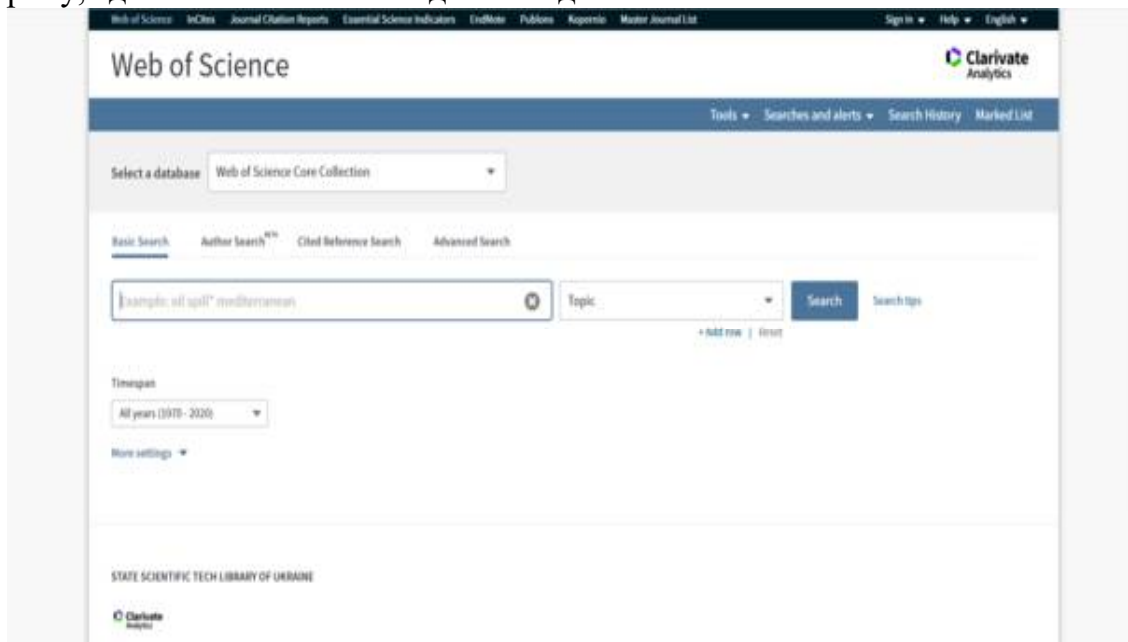 Web of Science InCites Journal Citation Reports Essential Science Indicators EndNote Publons Kopernio Master Journal List Sign In Help English
Web of Science
Clarivate
Analytics
Tools Searches and alerts Search History Marked List
Select a database Web of Science Core Collection
Basic Search Author Search BETA Cited Reference Search Advanced Search
Example: oil spill* mediterranean Topic Search Search tips
+ Add row | Reset
Timespan
All years (1970 - 2020)
More settings
STATE SCIENTIFIC TECH LIBRARY OF UKRAINE
Clarivate
Analytics